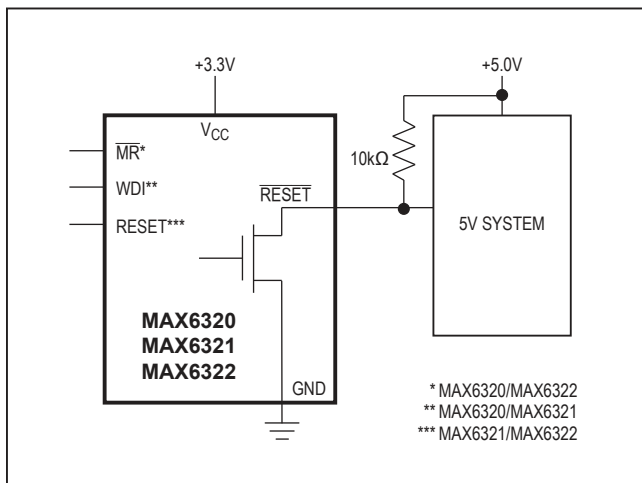 +3.3V
+5.0V
VCC
MR*
WDI**
RESET***
RESET
10kΩ
5V SYSTEM
MAX6320
MAX6321
MAX6322
GND
* MAX6320/MAX6322
** MAX6320/MAX6321
*** MAX6321/MAX6322